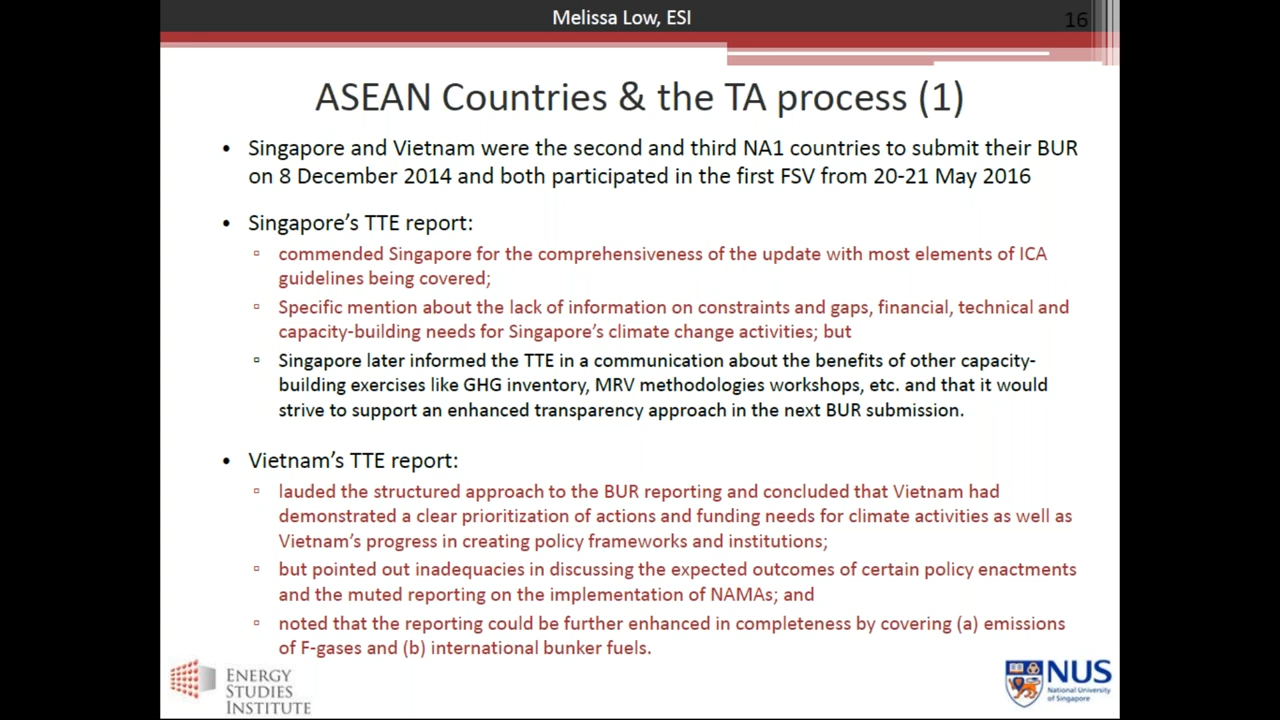 Melissa Low, ESI
16
ASEAN Countries & the TA process (1)
• Singapore and Vietnam were the second and third NA1 countries to submit their BUR
on 8 December 2014 and both participated in the first FSV from 20-21 May 2016
• Singapore’s TTE report:
▫ commended Singapore for the comprehensiveness of the update with most elements of ICA
guidelines being covered;
▫ Specific mention about the lack of information on constraints and gaps, financial, technical and
capacity-building needs for Singapore’s climate change activities; but
▫ Singapore later informed the TTE in a communication about the benefits of other capacity-
building exercises like GHG inventory, MRV methodologies workshops, etc. and that it would
strive to support an enhanced transparency approach in the next BUR submission.
• Vietnam’s TTE report:
▫ lauded the structured approach to the BUR reporting and concluded that Vietnam had
demonstrated a clear prioritization of actions and funding needs for climate activities as well as
Vietnam’s progress in creating policy frameworks and institutions;
▫ but pointed out inadequacies in discussing the expected outcomes of certain policy enactments
and the muted reporting on the implementation of NAMAs; and
▫ noted that the reporting could be further enhanced in completeness by covering (a) emissions
of F-gases and (b) international bunker fuels.
ENERGY
STUDIES
INSTITUTE
NUS
National University
of Singapore